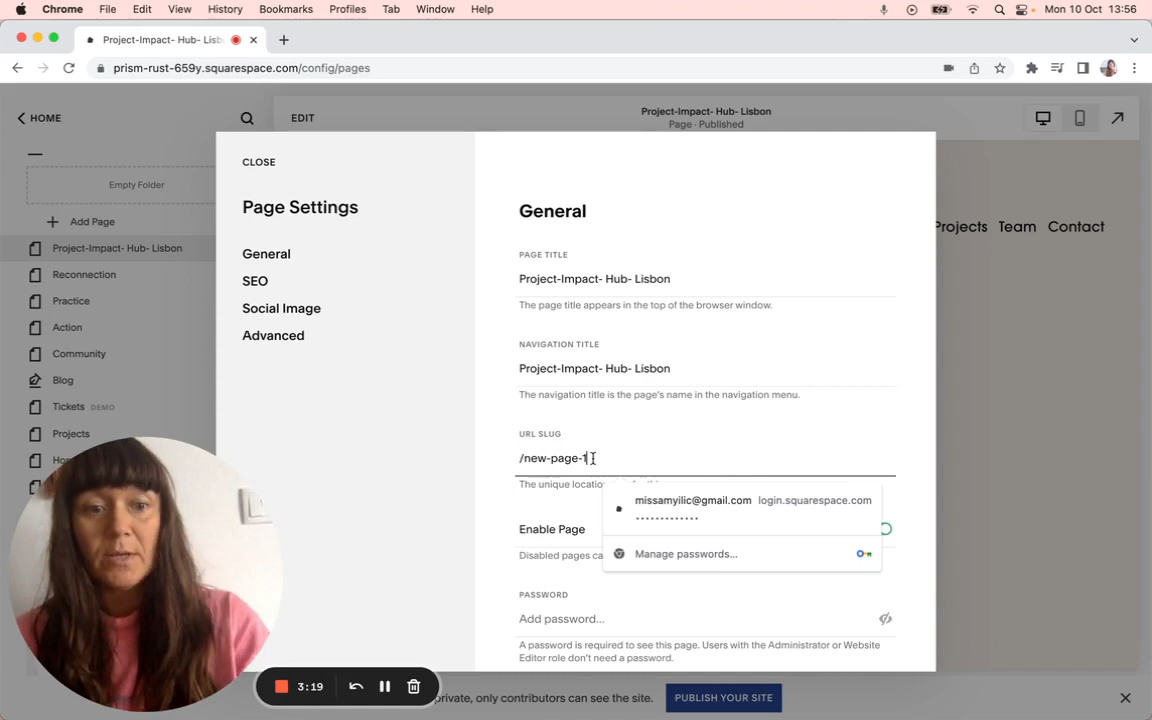 Chrome File Edit View History Bookmarks Profiles Tab Window Help Mon 10 Oct 13:56
Project-Impact- Hub- Lisb
prism-rust-659y.squarespace.com/config/pages
HOME
EDIT
Project-Impact- Hub- Lisbon
Page · Published
Empty Folder
Add Page
Project-Impact- Hub- Lisbon
Reconnection
Practice
Action
Community
Blog
Tickets DEMO
Projects
CLOSE
Page Settings
General
SEO
Social Image
Advanced
General
PAGE TITLE
Project-Impact- Hub- Lisbon
The page title appears in the top of the browser window.
NAVIGATION TITLE
Project-Impact- Hub- Lisbon
The navigation title is the page's name in the navigation menu.
URL SLUG
/new-page-1
The unique
missamyilic@gmail.com login.squarespace.com
Manage passwords...
Enable Page
Disabled pages
PASSWORD
Add password...
A password is required to see this page. Users with the Administrator or Website
Editor role don't need a password.
Projects Team Contact
3:19
private, only contributors can see the site.
PUBLISH YOUR SITE